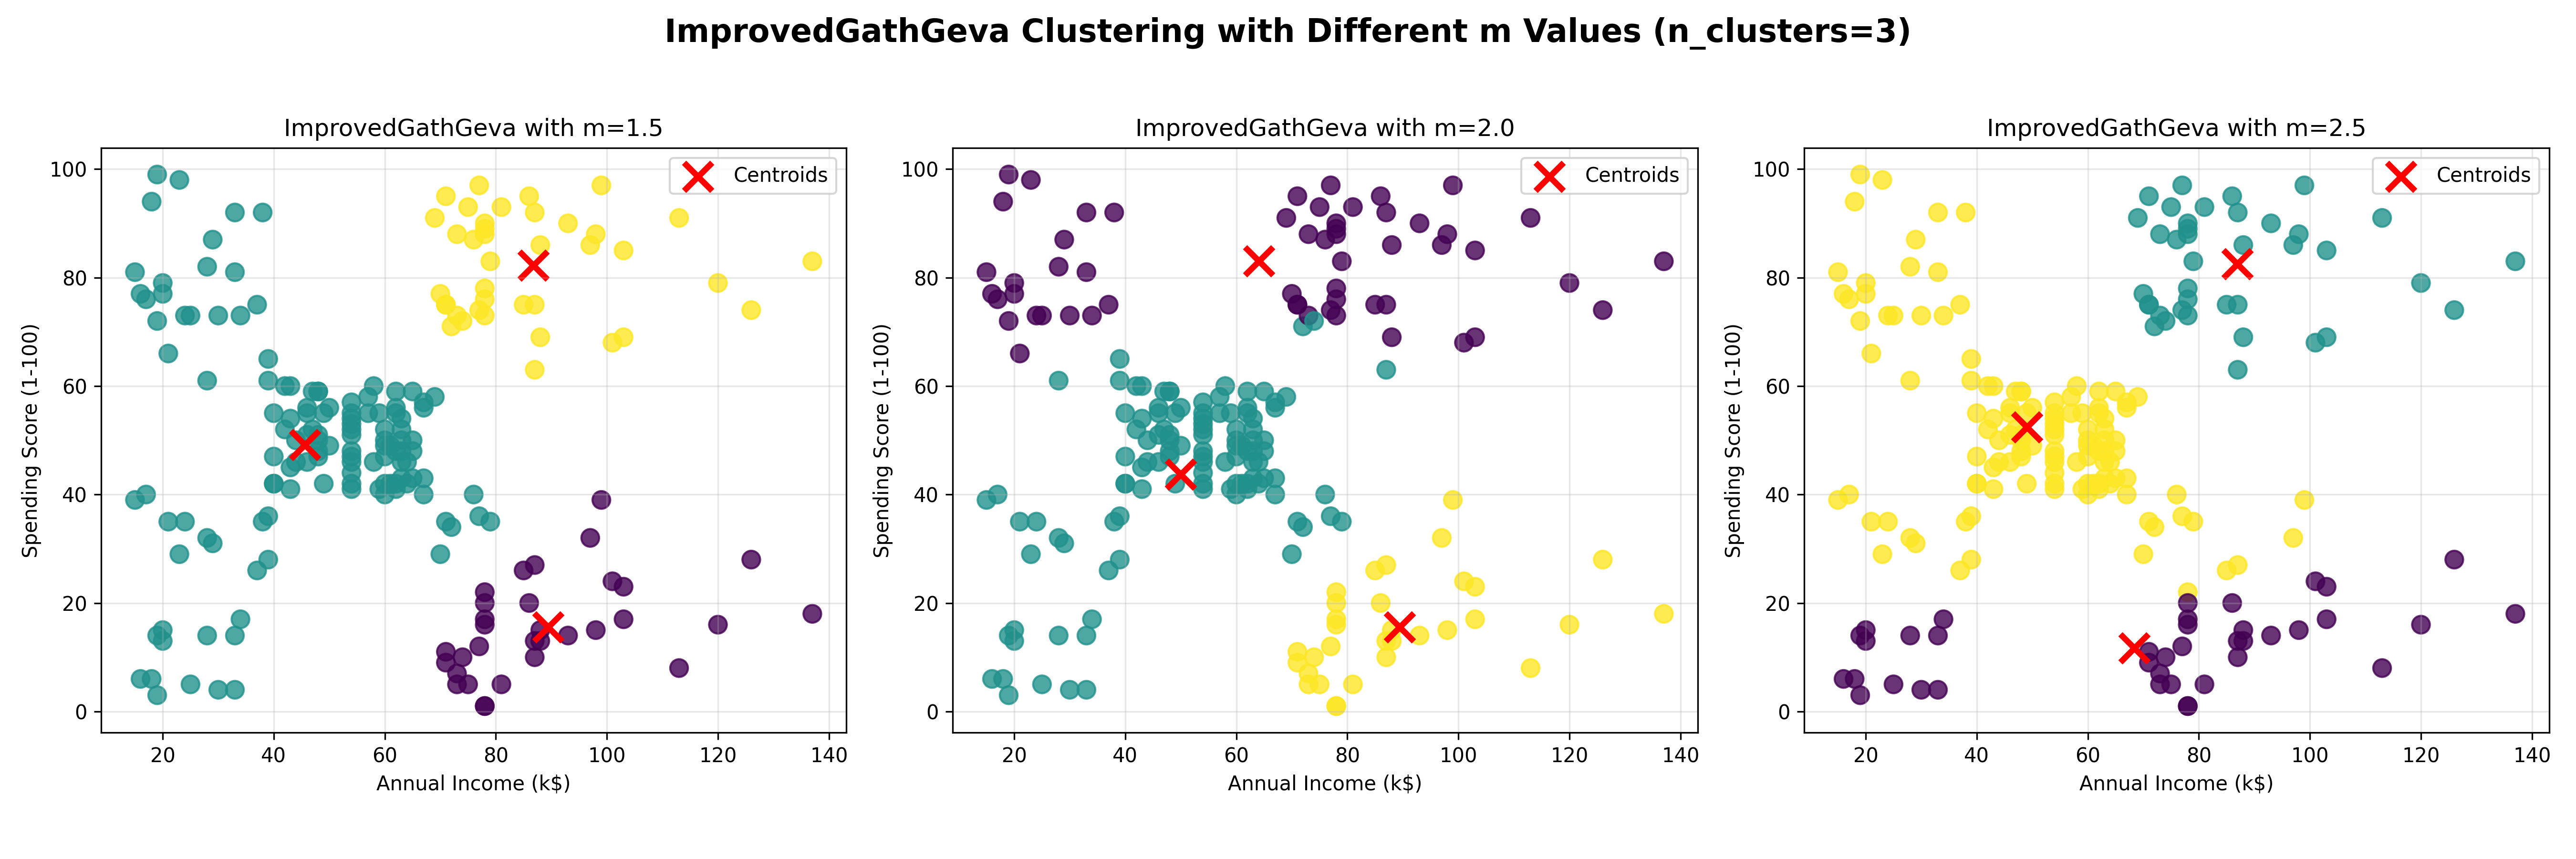 ImprovedGathGeva Clustering with Different m Values (n_clusters=3)
ImprovedGathGeva with m=1.5
Centroids
100
80
60
40
20
0
Spending Score (1-100)
20 40 60 80 100 120 140
Annual Income (k$)
ImprovedGathGeva with m=2.0
Centroids
100
80
60
40
20
0
Spending Score (1-100)
20 40 60 80 100 120 140
Annual Income (k$)
ImprovedGathGeva with m=2.5
Centroids
100
80
60
40
20
0
Spending Score (1-100)
20 40 60 80 100 120 140
Annual Income (k$)